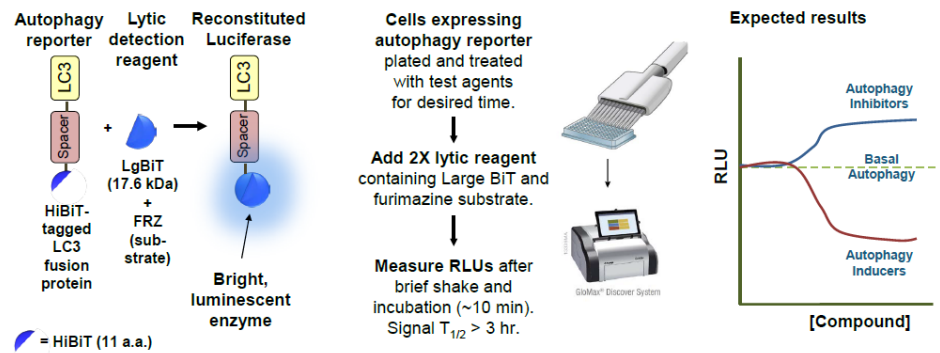 Autophagy
reporter
LC3
Spacer
HiBiT-
tagged
LC3
fusion
protein
+
Lytic
detection
reagent
LgBiT
(17.6 kDa)
+
FRZ
(sub-
strate)
Reconstituted
Luciferase
LC3
Spacer
Bright,
luminescent
enzyme
= HiBiT (11 a.a.)
Cells expressing
autophagy reporter
plated and treated
with test agents
for desired time.
Add 2X lytic reagent
containing Large BiT and
furimazine substrate.
Measure RLUs after
brief shake and
incubation (~10 min).
Signal T1/2 > 3 hr.
GloMax® Discover System
Expected results
RLU
Autophagy
Inhibitors
Basal
Autophagy
Autophagy
Inducers
[Compound]